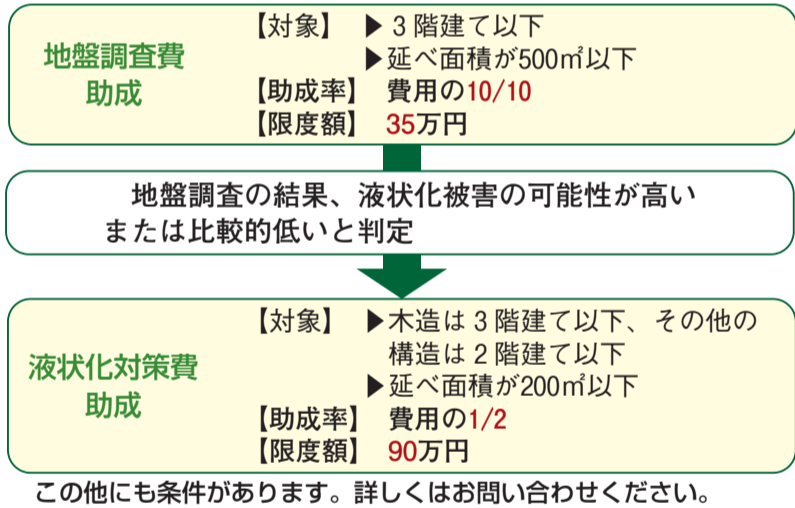 地盤調査費
助成
【対象】 ▶3階建て以下
▶延べ面積が500㎡以下
【助成率】 費用の10/10
【限度額】 35万円
地盤調査の結果、液状化被害の可能性が高い
または比較的低いと判定
液状化対策費
助成
【対象】 ▶木造は3階建て以下、その他の
構造は2階建て以下
▶延べ面積が200㎡以下
【助成率】 費用の1/2
【限度額】 90万円
この他にも条件があります。詳しくはお問い合わせください。